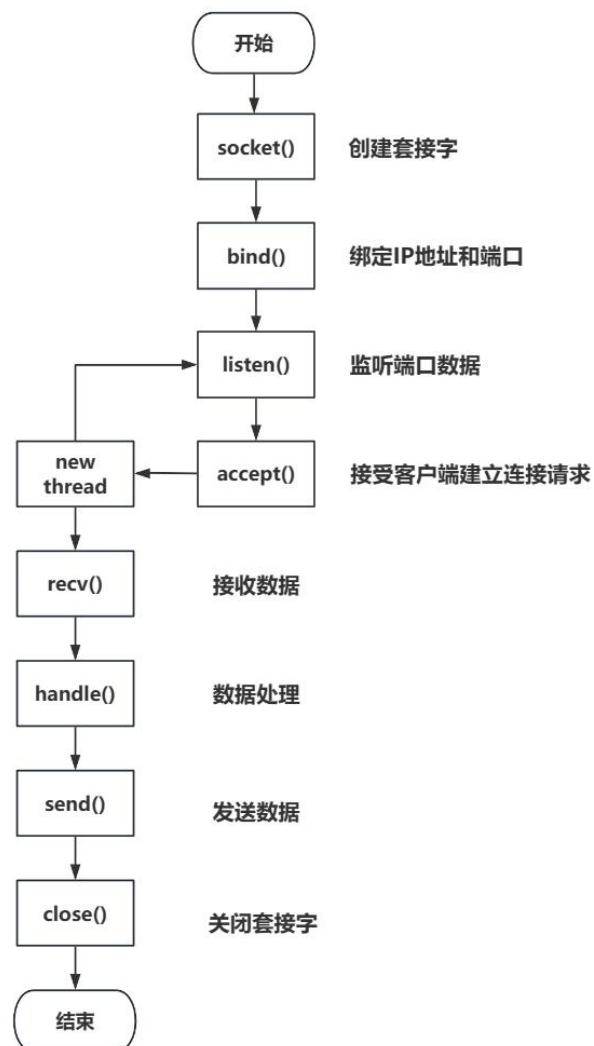 开始
socket()
创建套接字
bind()
绑定IP地址和端口
listen()
监听端口数据
new
thread
accept()
接受客户端建立连接请求
recv()
接收数据
handle()
数据处理
send()
发送数据
close()
关闭套接字
结束